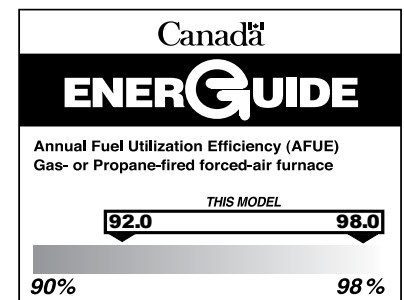 Canada
ENERGUIDE
Annual Fuel Utilization Efficiency (AFUE)
Gas- or Propane-fired forced-air furnace
THIS MODEL
92.0 98.0
90% 98%